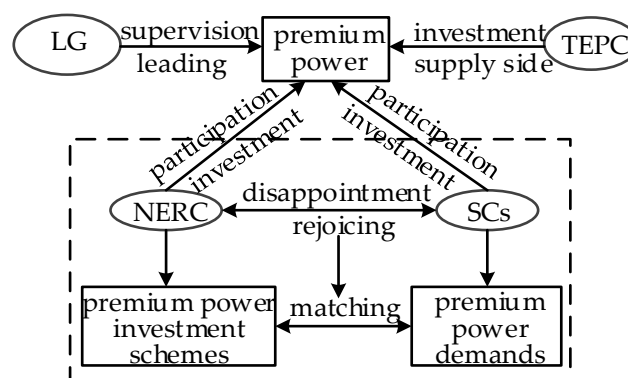 LG
supervision
leading
premium
power
investment
supply side
TEPC
participation
investment
participation
investment
NERC
disappointment
rejoicing
SCs
premium power
investment
schemes
matching
premium
power
demands